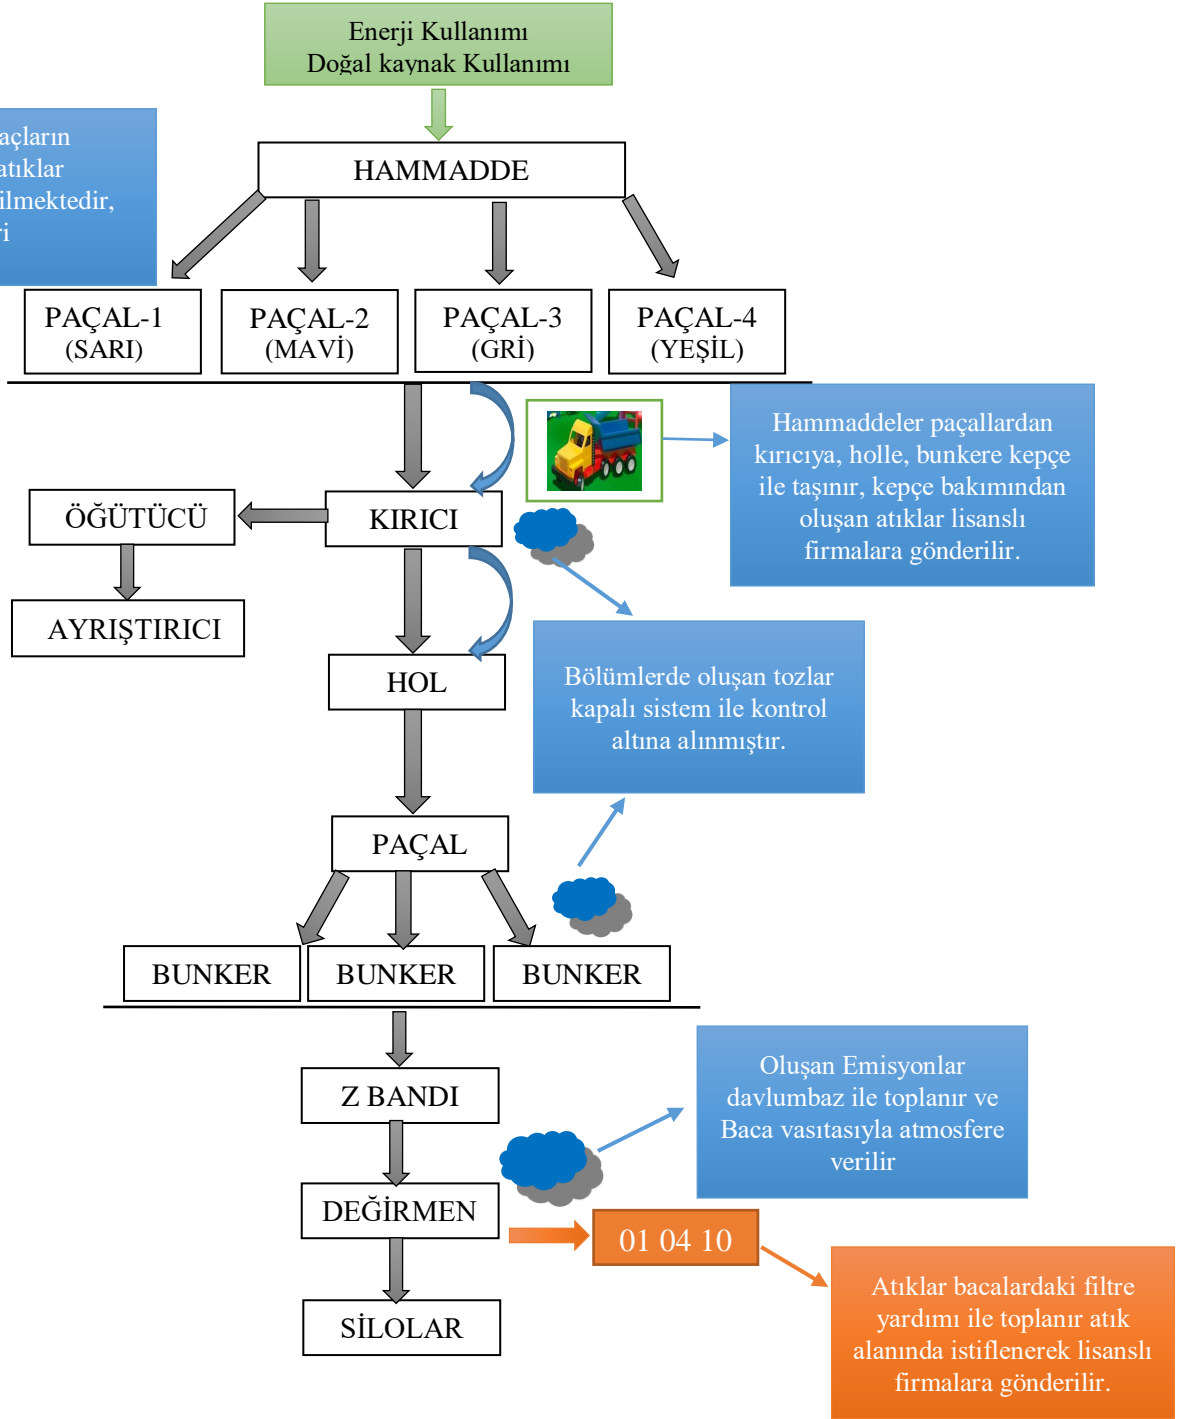 Enerji Kullanımı
Doğal kaynak Kullanımı
açların
atıklar
ilmektedir,
ri
HAMMADDE
PAÇAL-1
(SARI)
PAÇAL-2
(MAVİ)
PAÇAL-3
(GRİ)
PAÇAL-4
(YEŞİL)
Hammaddeler paçallardan
kırıcıya, holle, bunkere kepçe
ile taşınır, kepçe bakımından
oluşan atıklar lisanslı
firmalara gönderilir.
ÖĞÜTÜCÜ
KIRICI
AYRIŞTIRICI
HOL
Bölümlerde oluşan tozlar
kapalı sistem ile kontrol
altına alınmıştır.
PAÇAL
BUNKER
BUNKER
BUNKER
Z BANDI
Oluşan Emisyonlar
davlumbaz ile toplanır ve
Baca vasıtasıyla atmosfere
verilir
DEĞİRMEN
01 04 10
Atıklar bacalardaki filtre
yardımı ile toplanır atık
alanında istiflenerek lisanslı
firmalara gönderilir.
SİLOLAR